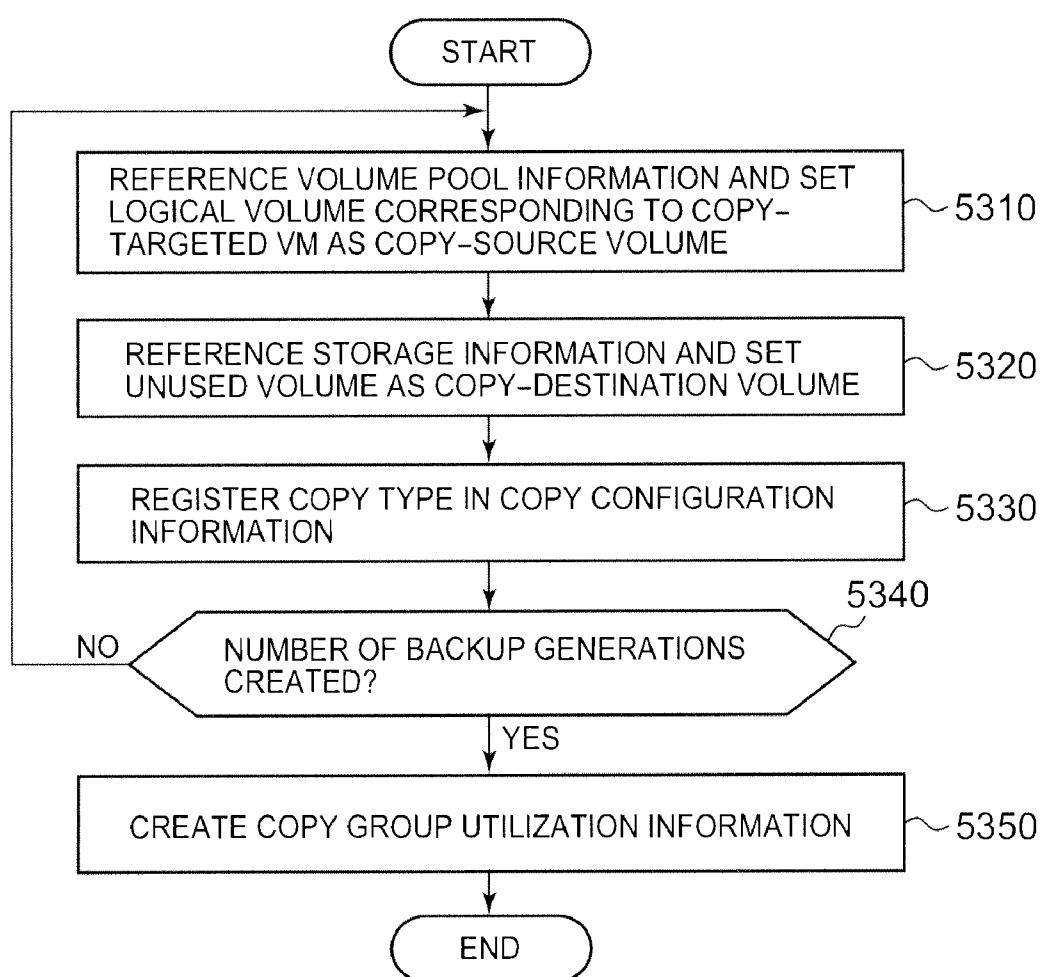 START
REFERENCE VOLUME POOL INFORMATION AND SET
LOGICAL VOLUME CORRESPONDING TO COPY-
TARGETED VM AS COPY-SOURCE VOLUME
5310
REFERENCE STORAGE INFORMATION AND SET
UNUSED VOLUME AS COPY-DESTINATION VOLUME
5320
REGISTER COPY TYPE IN COPY CONFIGURATION
INFORMATION
5330
5340
NO
NUMBER OF BACKUP GENERATIONS
CREATED?
YES
CREATE COPY GROUP UTILIZATION INFORMATION
5350
END